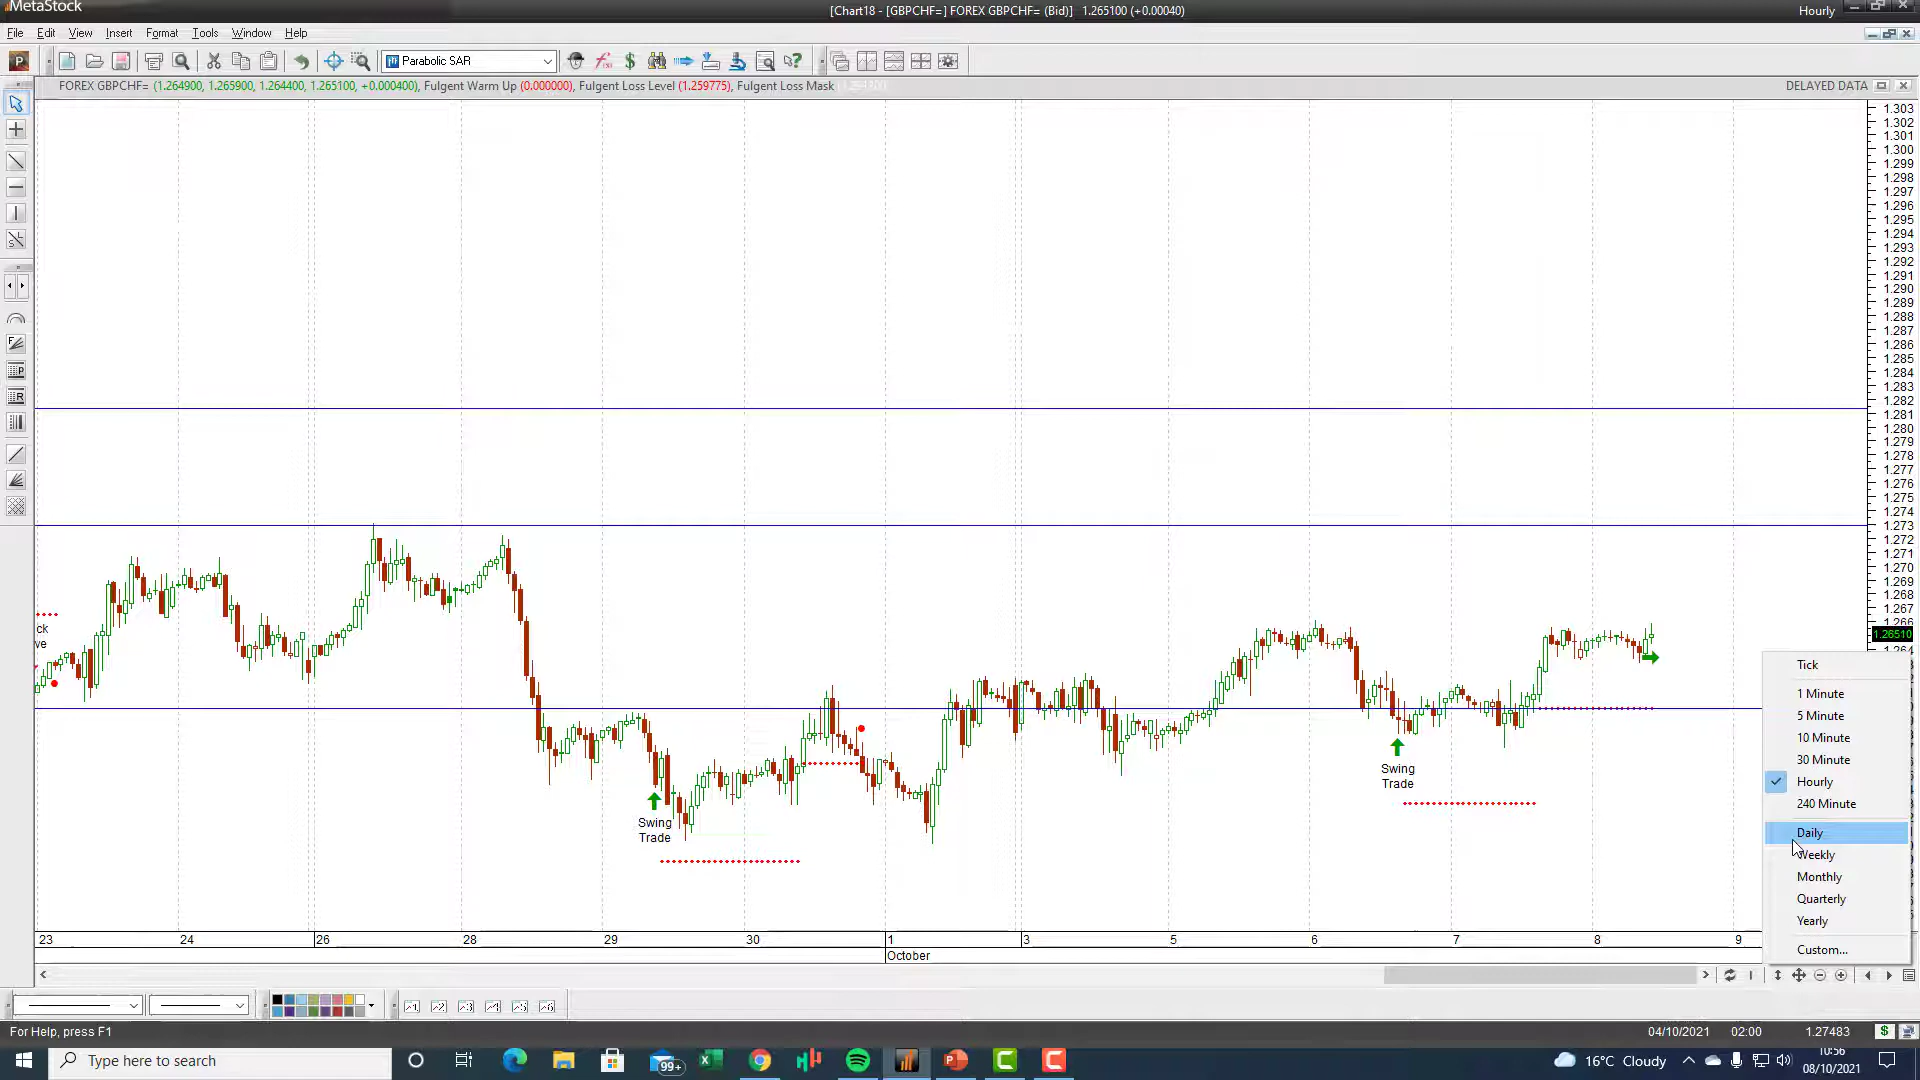 MetaStock
[Chart18 - [GBPCHF=] FOREX GBPCHF= (Bid)] 1.265100 (+0.00040)
Hourly
File Edit View Insert Format Tools Window Help
Parabolic SAR
FOREX GBPCHF= (1.264900, 1.265900, 1.264400, 1.265100, +0.000400), Fulgent Warm Up (0.000000), Fulgent Loss Level (1.259775), Fulgent Loss Mask
DELAYED DATA
1.303
1.302
1.301
1.300
1.299
1.298
1.297
1.296
1.295
1.294
1.293
1.292
1.291
1.290
1.289
1.288
1.287
1.286
1.285
1.284
1.283
1.282
1.281
1.280
1.279
1.278
1.277
1.276
1.275
1.274
1.273
1.272
1.271
1.270
1.269
1.268
1.267
1.266
1.26510
1.264
ck
ve
Swing
Trade
Swing
Trade
Tick
1 Minute
5 Minute
10 Minute
30 Minute
Hourly
240 Minute
Daily
Weekly
Monthly
Quarterly
Yearly
Custom...
23 24 26 28 29 30 1 3 5 6 7 8 9
October
For Help, press F1
04/10/2021 02:00 1.27483
Type here to search
99+
16°C Cloudy
10:56
08/10/2021